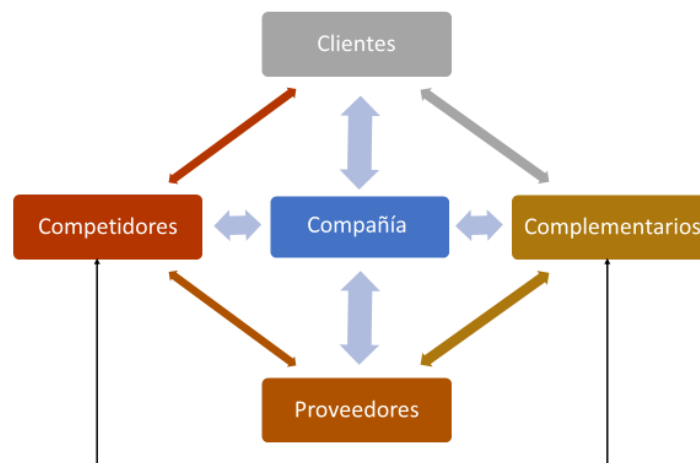 Clientes
Competidores
Compañía
Complementarios
Proveedores